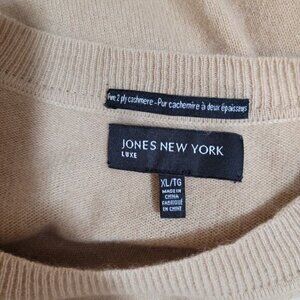 Pure 2 ply cashmere - Pur cachemire à deux épaisseurs
JONES NEW YORK
LUXE
XL/TG
MADE IN
CHINA
FABRIQUÉ
EN CHINE